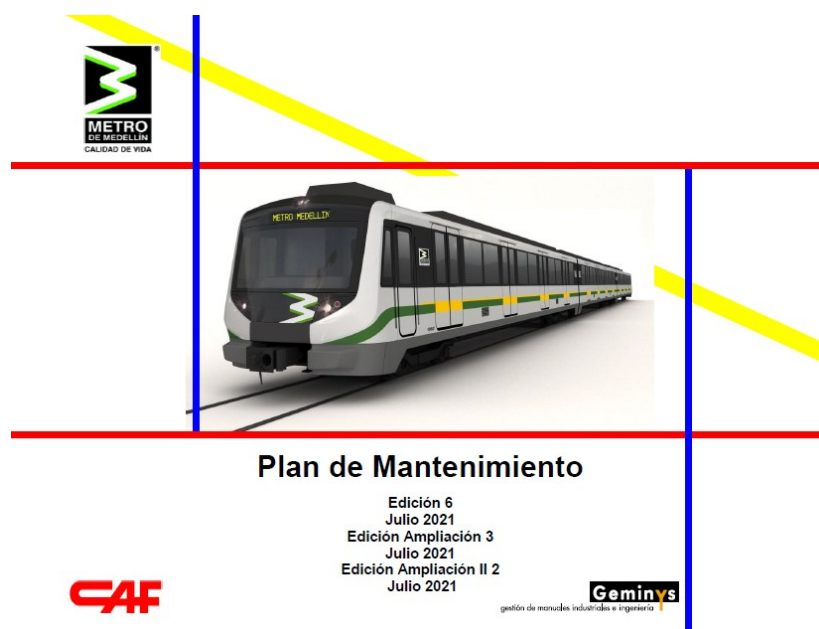 METRO
DE MEDELLÍN
CALIDAD DE VIDA
METRO MEDELLIN
Plan de Mantenimiento
Edición 6
Julio 2021
Edición Ampliación 3
Julio 2021
Edición Ampliación II 2
Julio 2021
CAF
Geminys
gestión de manuales industriales e ingeniería